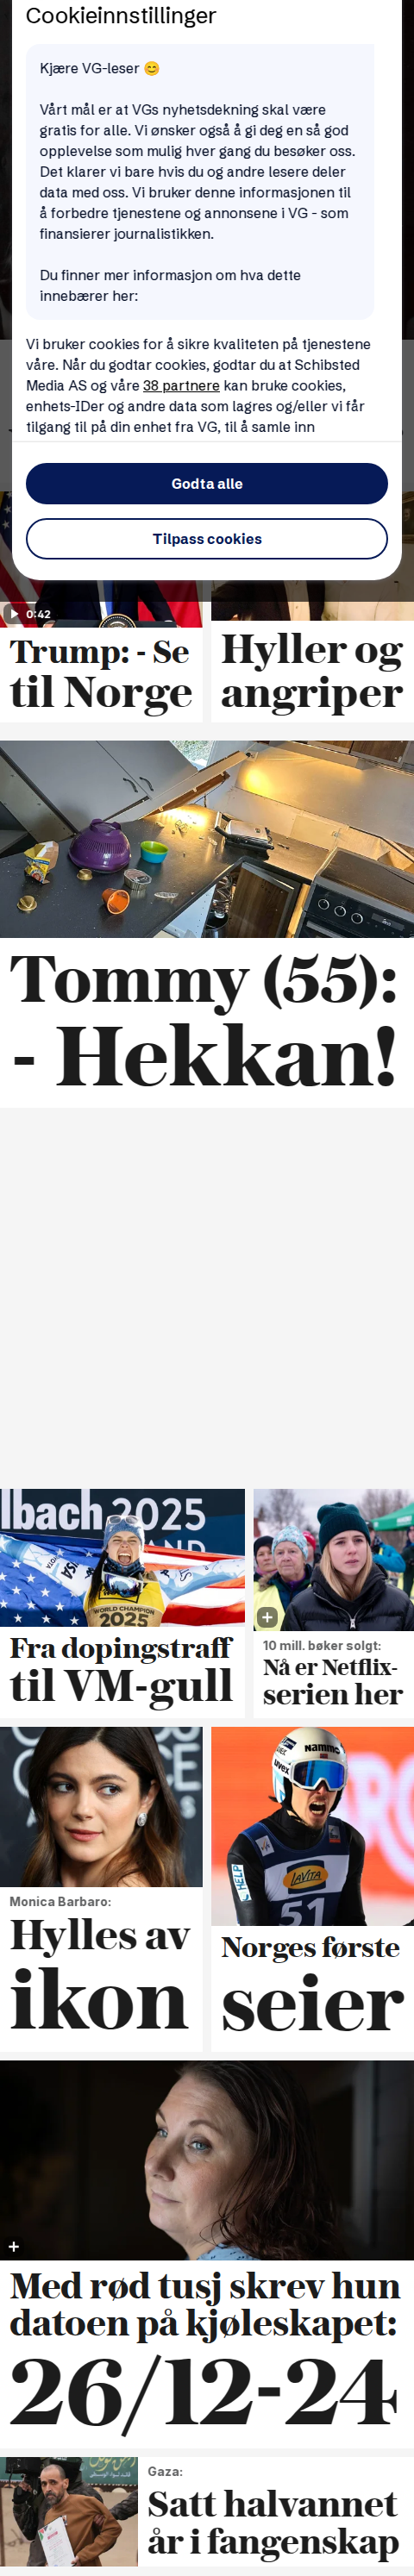 Cookieinnstillinger
Kjære VG-leser 😊
Vårt mål er at VGs nyhetsdekning skal være
gratis for alle. Vi ønsker også å gi deg en så god
opplevelse som mulig hver gang du besøker oss.
Det klarer vi bare hvis du og andre lesere deler
data med oss. Vi bruker denne informasjonen til
å forbedre tjenestene og annonsene i VG - som
finansierer journalistikken.
Du finner mer informasjon om hva dette
innebærer her:
Vi bruker cookies for å sikre kvaliteten på tjenestene
våre. Når du godtar cookies, godtar du at Schibsted
Media AS og våre 38 partnere kan bruke cookies,
enhets-IDer og andre data som lagres og/eller vi får
tilgang til på din enhet fra VG, til å samle inn
Godta alle
Tilpass cookies
0:42
Trump: - Se
til Norge
Hyller og
angriper
Tommy (55):
- Hekkan!
lbach 2025
VISA
WORLD CHAMPION
2025
Fra dopingstraff
til VM-gull
10 mill. bøker solgt:
Nå er Netflix-
serien her
Monica Barbaro:
Hylles av
ikon
Nammo
HELP
LAVITA
51
Norges første
seier
Med rød tusj skrev hun
datoen på kjøleskapet:
26/12-24
Gaza:
Satt halvannet
år i fangenskap